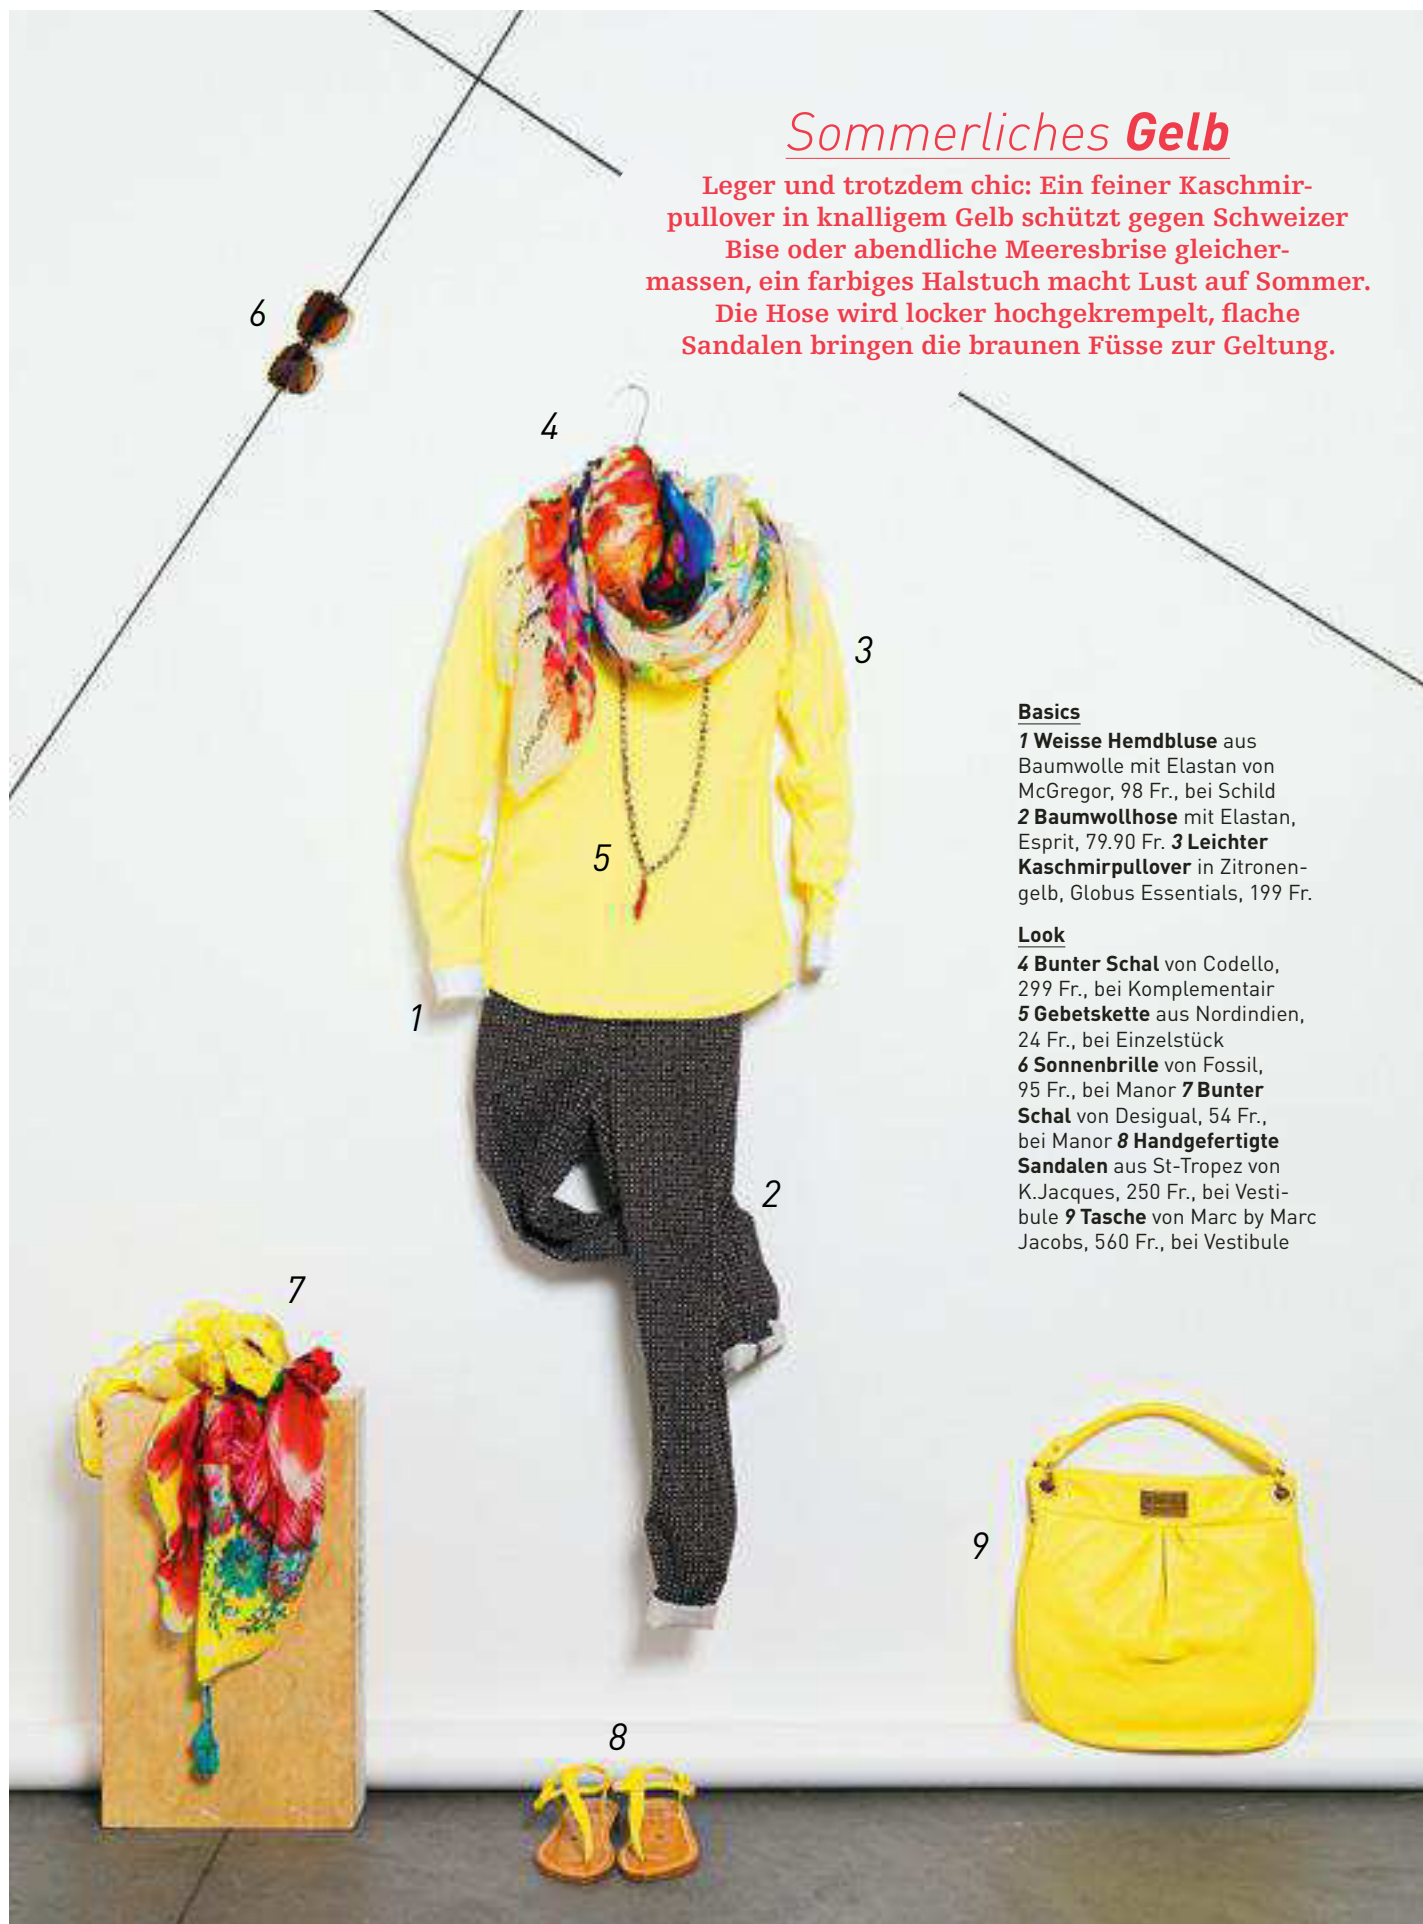 Sommerliches Gelb
Leger und trotzdem chic: Ein feiner Kaschmir-
pullover in knalligem Gelb schützt gegen Schweizer
Bise oder abendliche Meeresbrise gleicher-
massen, ein farbiges Halstuch macht Lust auf Sommer.
Die Hose wird locker hochgekrempelt, flache
Sandalen bringen die braunen Füsse zur Geltung.
6
4
3
5
1
2
7
9
8
Basics
1 Weisse Hemdbluse aus
Baumwolle mit Elastan von
McGregor, 98 Fr., bei Schild
2 Baumwollhose mit Elastan,
Esprit, 79.90 Fr. 3 Leichter
Kaschmirpullover in Zitronen-
gelb, Globus Essentials, 199 Fr.
Look
4 Bunter Schal von Codello,
299 Fr., bei Komplementair
5 Gebetskette aus Nordindien,
24 Fr., bei Einzelstück
6 Sonnenbrille von Fossil,
95 Fr., bei Manor 7 Bunter
Schal von Desigual, 54 Fr.,
bei Manor 8 Handgefertigte
Sandalen aus St-Tropez von
K.Jacques, 250 Fr., bei Vesti-
bule 9 Tasche von Marc by Marc
Jacobs, 560 Fr., bei Vestibule